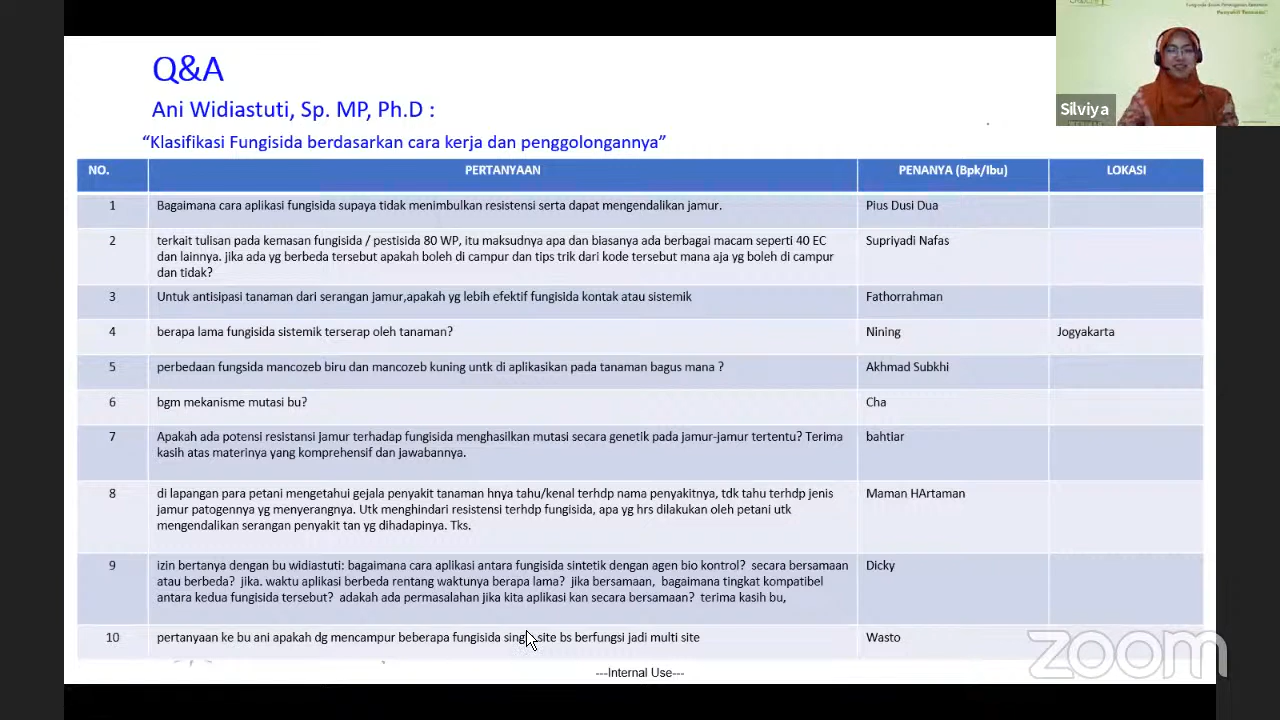 Q&A
Ani Widiastuti, Sp. MP, Ph.D :
“Klasifikasi Fungisida berdasarkan cara kerja dan penggolongannya”
Silviya
NO. PERTANYAAN PENANYA (Bpk/Ibu) LOKASI
1 Bagaimana cara aplikasi fungisida supaya tidak menimbulkan resistensi serta dapat mengendalikan jamur. Pius Dusi Dua
2 terkait tulisan pada kemasan fungisida / pestisida 80 WP, itu maksudnya apa dan biasanya ada berbagai macam seperti 40 EC Supriyadi Nafas
dan lainnya. jika ada yg berbeda tersebut apakah boleh di campur dan tips trik dari kode tersebut mana aja yg boleh di campur
dan tidak?
3 Untuk antisipasi tanaman dari serangan jamur,apakah yg lebih efektif fungisida kontak atau sistemik Fathorrahman
4 berapa lama fungisida sistemik terserap oleh tanaman? Nining Jogyakarta
5 perbedaan fungsida mancozeb biru dan mancozeb kuning untk di aplikasikan pada tanaman bagus mana ? Akhmad Subkhi
6 bgm mekanisme mutasi bu? Cha
7 Apakah ada potensi resistansi jamur terhadap fungisida menghasilkan mutasi secara genetik pada jamur-jamur tertentu? Terima bahtiar
kasih atas materinya yang komprehensif dan jawabannya.
8 di lapangan para petani mengetahui gejala penyakit tanaman hnya tahu/kenal terhdp nama penyakitnya, tdk tahu terhdp jenis Maman HArtaman
jamur patogennya yg menyerangnya. Utk menghindari resistensi terhdp fungisida, apa yg hrs dilakukan oleh petani utk
mengendalikan serangan penyakit tan yg dihadapinya. Tks.
9 izin bertanya dengan bu widiastuti: bagaimana cara aplikasi antara fungisida sintetik dengan agen bio kontrol? secara bersamaan Dicky
atau berbeda? jika. waktu aplikasi berbeda rentang waktunya berapa lama? jika bersamaan, bagaimana tingkat kompatibel
antara kedua fungisida tersebut? adakah ada permasalahan jika kita aplikasi kan secara bersamaan? terima kasih bu,
10 pertanyaan ke bu ani apakah dg mencampur beberapa fungisida single site bs berfungsi jadi multi site Wasto
zoom
---Internal Use---